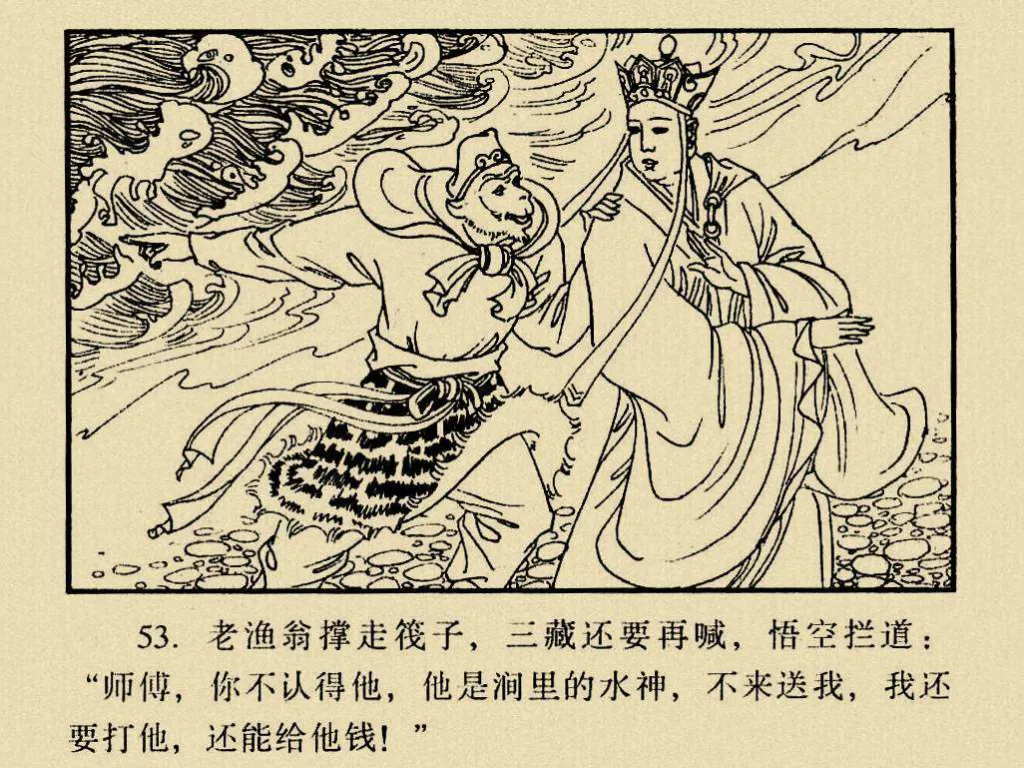 53. 老渔翁撑走筏子，三藏还要再喊，悟空拦道：
“师傅，你不认得他，他是涧里的水神，不来送我，我还
要打他，还能给他钱！”